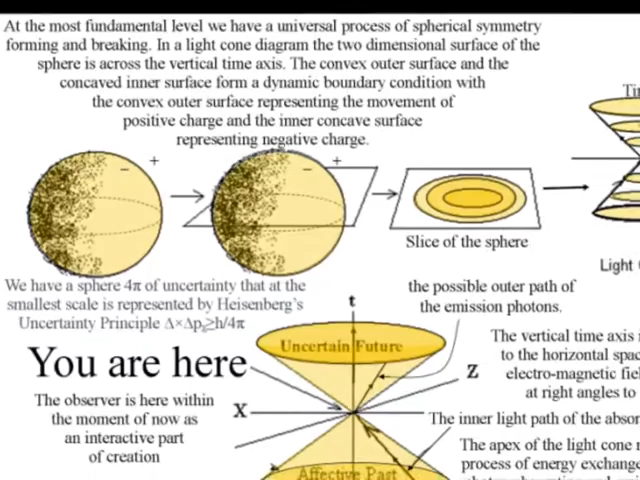 At the most fundamental level we have a universal process of spherical symmetry
forming and breaking. In a light cone diagram the two dimensional surface of the
sphere is across the vertical time axis. The convex outer surface and the
concaved inner surface form a dynamic boundary condition with
the convex outer surface representing the movement of
positive charge and the inner concave surface
representing negative charge.
− +
− +
Slice of the sphere
Light
We have a sphere 4π of uncertainty that at the
smallest scale is represented by Heisenberg's
Uncertainty Principle Δ×Δpₓ≥h/4π
the possible outer path of
the emission photons.
t
Uncertain Future
You are here
Z
The vertical time axis
to the horizontal
electro-magnetic
at right angles to
The observer is here within
the moment of now as
an interactive part
of creation
X
The inner light path of the
The apex of the light cone
process of energy
Affective Past